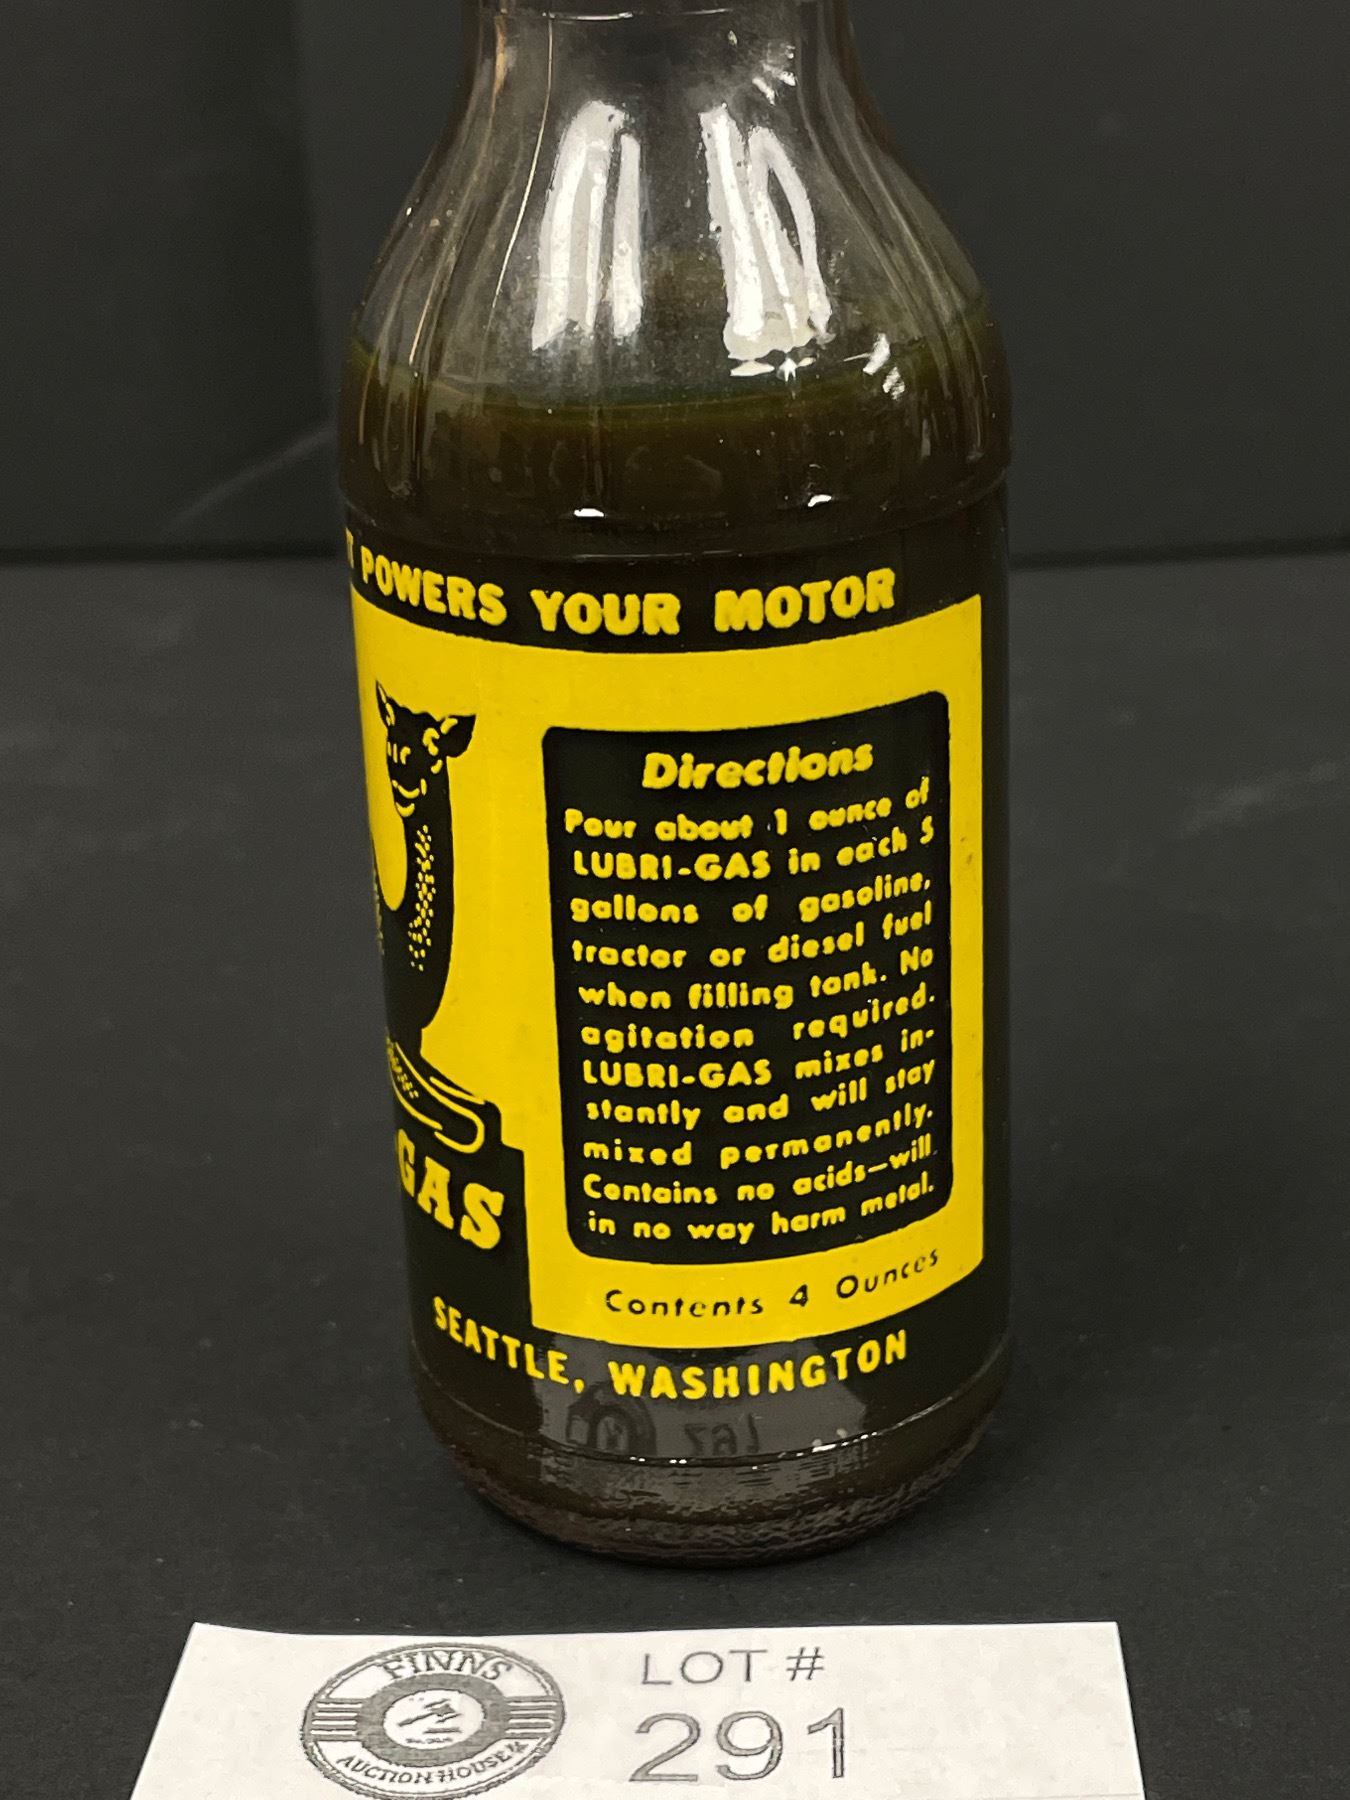 POWERS YOUR MOTOR
Directions
Pour about 1 ounce of
LUBRI-GAS in each 5
gallons of gasoline,
tractor or diesel fuel
when filling tank. No
agitation required.
LUBRI-GAS mixes in-
stantly and will stay
mixed permanently.
Contains no acids—will
in no way harm metal.
GAS
Contents 4 Ounces
SEATTLE, WASHINGTON
FINNS
AUCTION HOUSE
LOT #
291